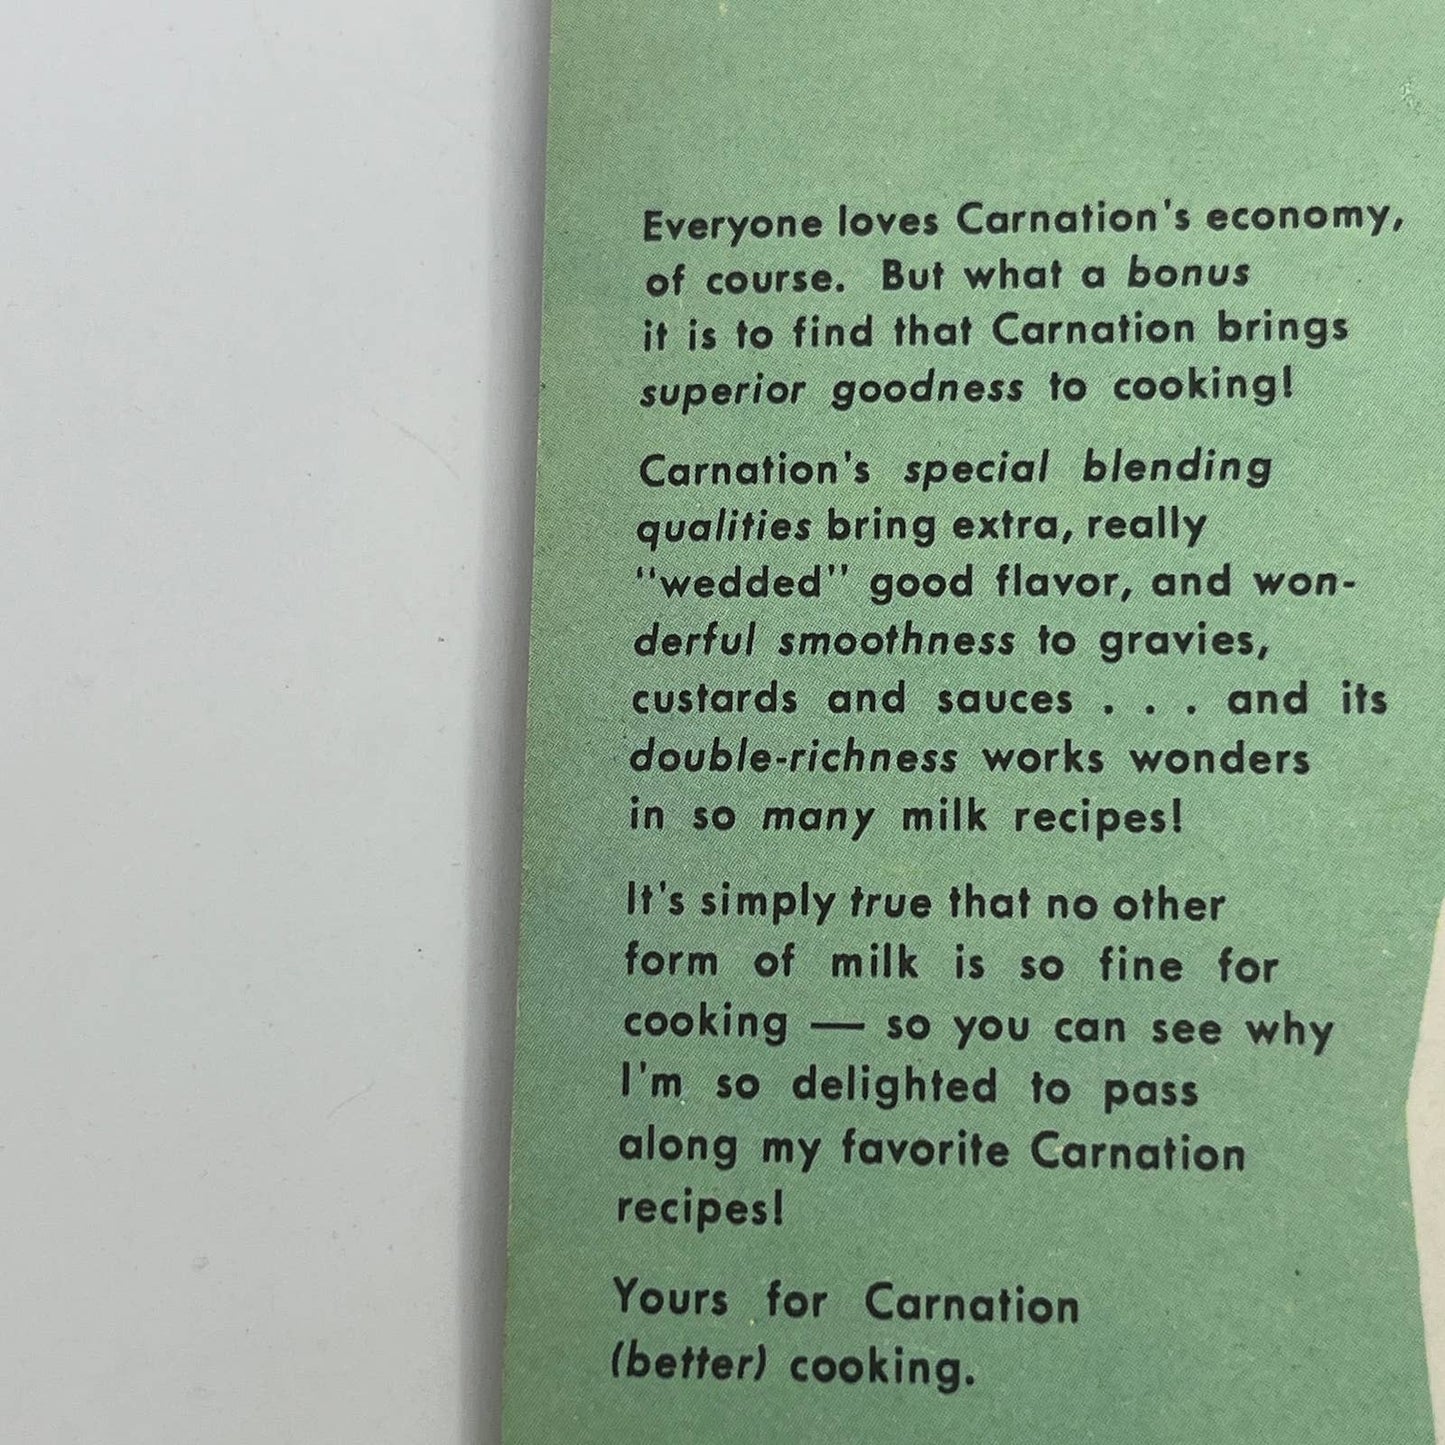 Everyone loves Carnation's economy,
of course. But what a bonus
it is to find that Carnation brings
superior goodness to cooking!
Carnation's special blending
qualities bring extra, really
"wedded" good flavor, and won-
derful smoothness to gravies,
custards and sauces . . . and its
double-richness works wonders
in so many milk recipes!
It's simply true that no other
form of milk is so fine for
cooking — so you can see why
I'm so delighted to pass
along my favorite Carnation
recipes!
Yours for Carnation
(better) cooking.